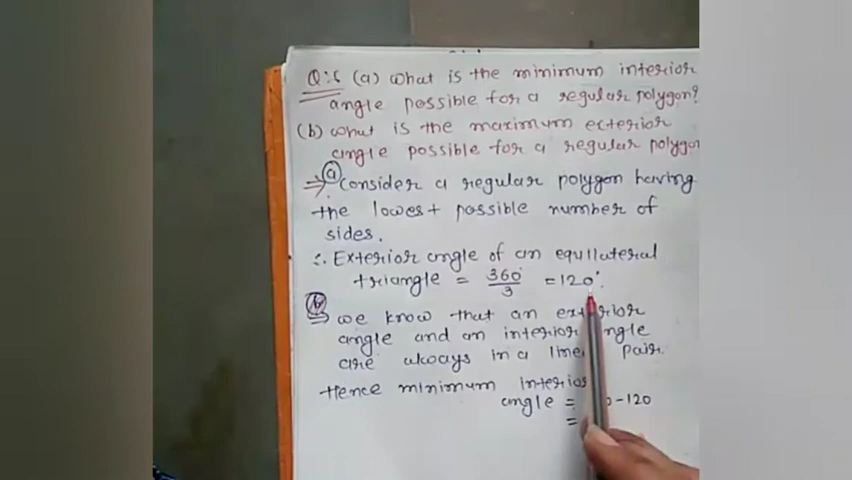 Q:6 (a) what is the minimum interior
angle possible for a regular polygon?
(b) what is the maximum exterior
angle possible for a regular polygon
⇒ (a) Consider a regular polygon having
the lowest possible number of
sides.
∴ Exterior angle of an equilateral
triangle = 360°/3 = 120°.
(b) ⇒ we know that an exterior
angle and an interior angle
are always in a pair.
Hence minimum interior
angle = -120
=